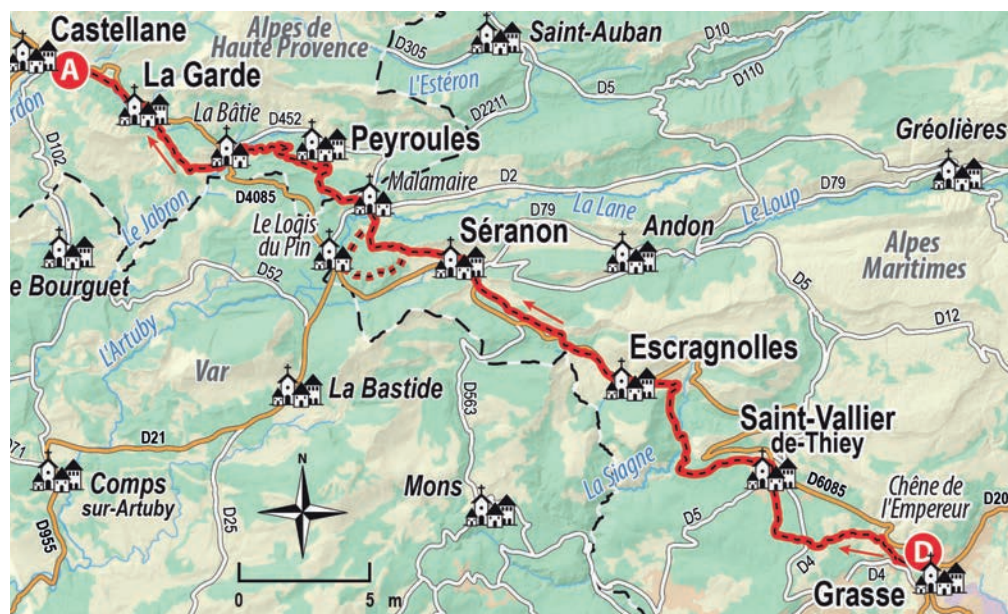 Castellane
A
Alpes de
Haute Provence
D305
Saint-Auban
D10
D110
L'Estéron
D5
La Garde
La Bâtie
D452
D2211
Peyroules
Gréolières
D102
Malamaire
D2
D79
D4085
Le Jabron
La Lane
Le Loup
D79
Le Logis
du Pin
Séranon
Andon
Alpes
Maritimes
e Bourguet
D52
D5
D12
L'Artuby
Var
Escragnolles
La Bastide
D563
Saint-Vallier
de-Thiey
D21
D71
La Siagne
Comps
sur-Artuby
N
Mons
D6085
Chêne de
l'Empereur
D20
D955
D25
D5
D
D4
D4
Grasse
0 5 m